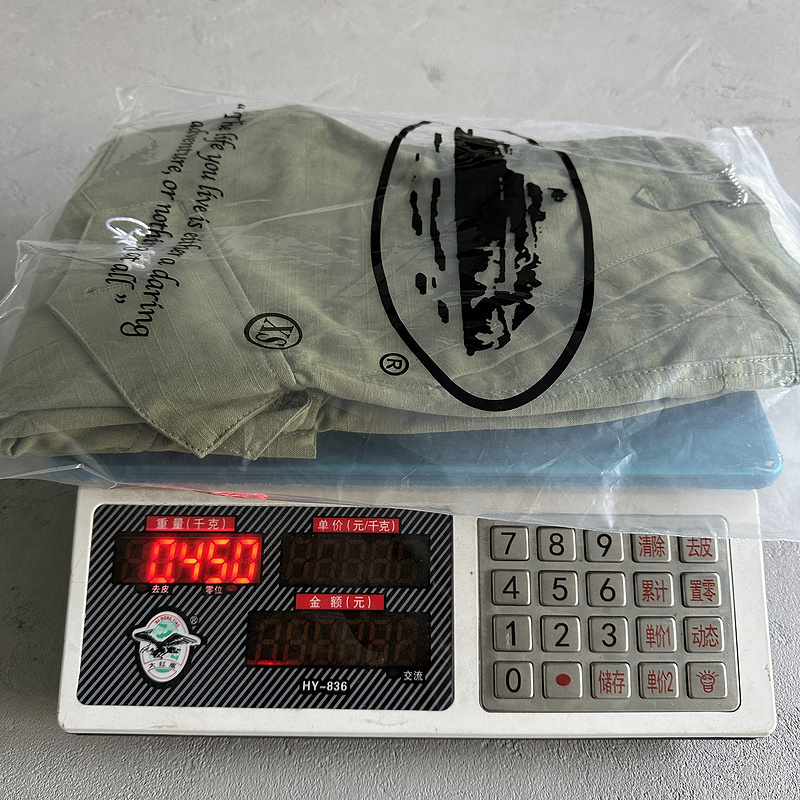 “The life you live is either a daring
adventure, or nothing
at all”
XS
®
重量(千克)
单价(元/千克)
0.450
去皮
零位
金额(元)
®
大红鹰
交流
HY-836
7 8 9 清除 去皮
4 5 6 累计 置零
1 2 3 单价1 动态
0 储存 单价2